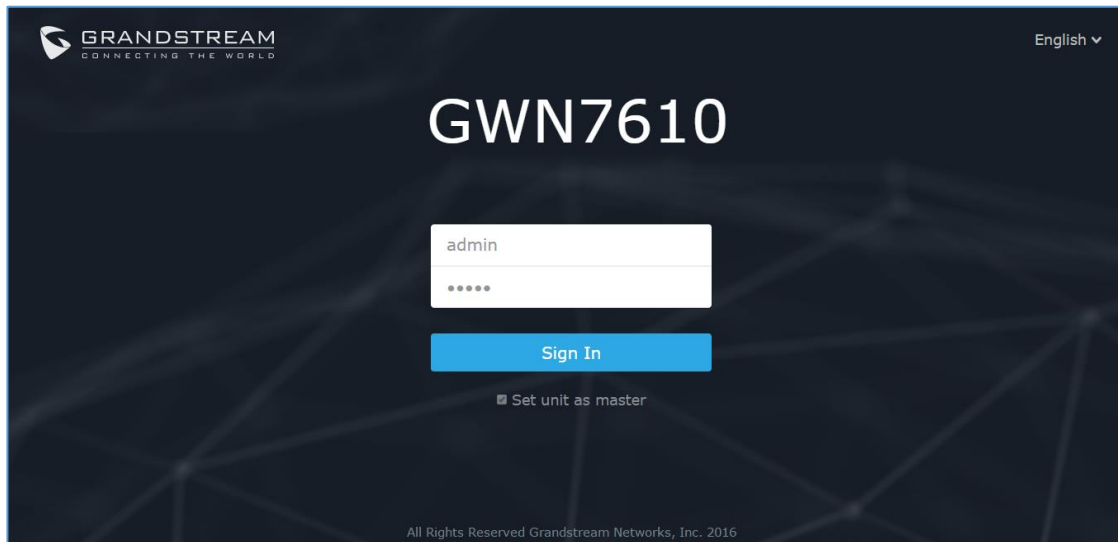 GRANDSTREAM
CONNECTING THE WORLD
English
GWN7610
admin
•••••
Sign In
Set unit as master
All Rights Reserved Grandstream Networks, Inc. 2016